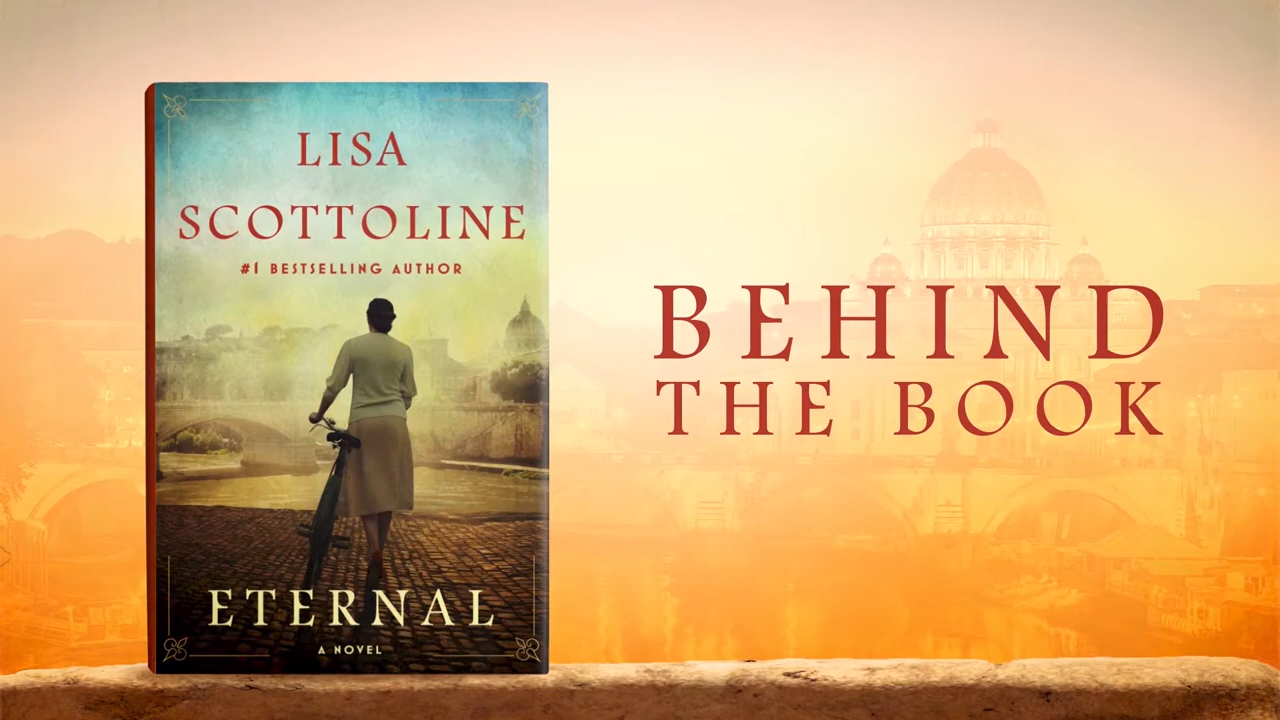 LISA
SCOTTOLINE
#1 BESTSELLING AUTHOR
ETERNAL
A NOVEL
BEHIND
THE BOOK